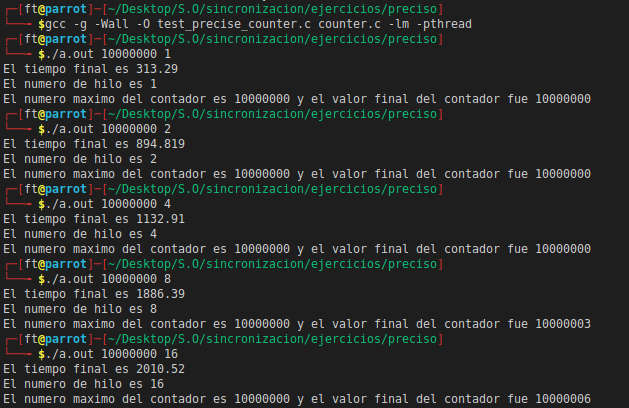 ┌─[ft@parrot]─[~/Desktop/S.O/sincronizacion/ejercicios/preciso]
└──╼ $gcc -g -Wall -O test_precise_counter.c counter.c -lm -pthread
┌─[ft@parrot]─[~/Desktop/S.O/sincronizacion/ejercicios/preciso]
└──╼ $./a.out 10000000 1
El tiempo final es 313.29
El numero de hilo es 1
El numero maximo del contador es 10000000 y el valor final del contador fue 10000000
┌─[ft@parrot]─[~/Desktop/S.O/sincronizacion/ejercicios/preciso]
└──╼ $./a.out 10000000 2
El tiempo final es 894.819
El numero de hilo es 2
El numero maximo del contador es 10000000 y el valor final del contador fue 10000000
┌─[ft@parrot]─[~/Desktop/S.O/sincronizacion/ejercicios/preciso]
└──╼ $./a.out 10000000 4
El tiempo final es 1132.91
El numero de hilo es 4
El numero maximo del contador es 10000000 y el valor final del contador fue 10000000
┌─[ft@parrot]─[~/Desktop/S.O/sincronizacion/ejercicios/preciso]
└──╼ $./a.out 10000000 8
El tiempo final es 1886.39
El numero de hilo es 8
El numero maximo del contador es 10000000 y el valor final del contador fue 10000003
┌─[ft@parrot]─[~/Desktop/S.O/sincronizacion/ejercicios/preciso]
└──╼ $./a.out 10000000 16
El tiempo final es 2010.52
El numero de hilo es 16
El numero maximo del contador es 10000000 y el valor final del contador fue 10000006